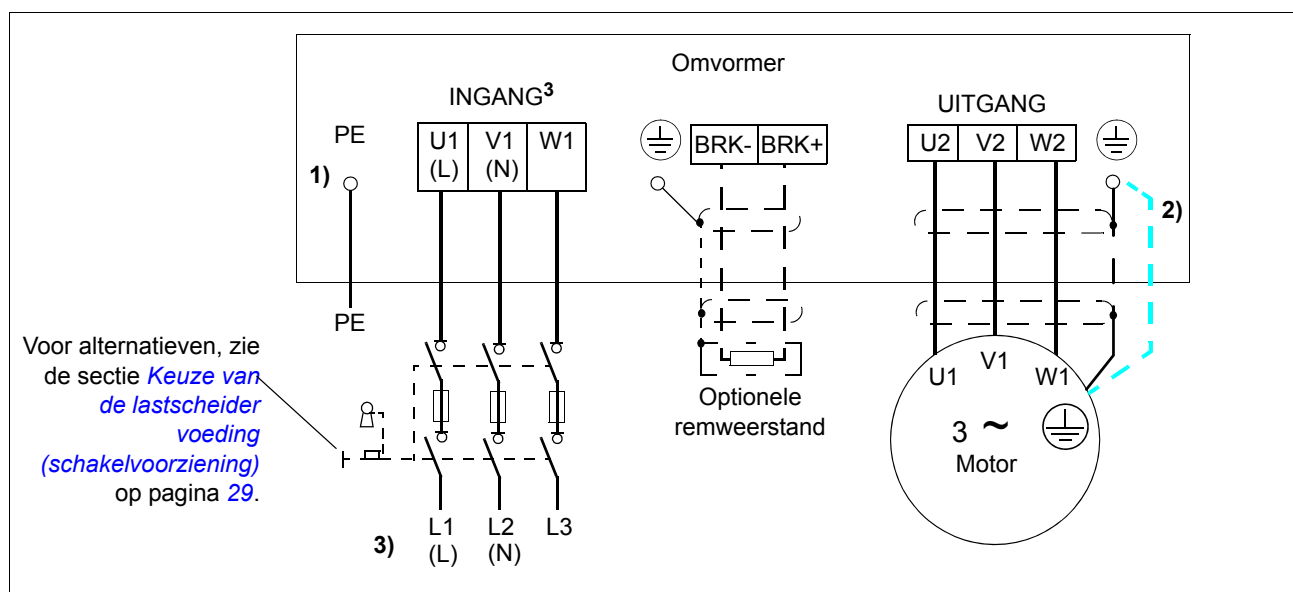 Omvormer
INGANG3
UITGANG
PE
U1
(L)
V1
(N)
W1
BRK-
BRK+
U2
V2
W2
1)
2)
PE
Voor alternatieven, zie
de sectie Keuze van
de lastscheider
voeding
(schakelvoorziening)
op pagina 29.
Optionele
remweerstand
U1
V1
W1
3 ~
Motor
3)
L1
(L)
L2
(N)
L3